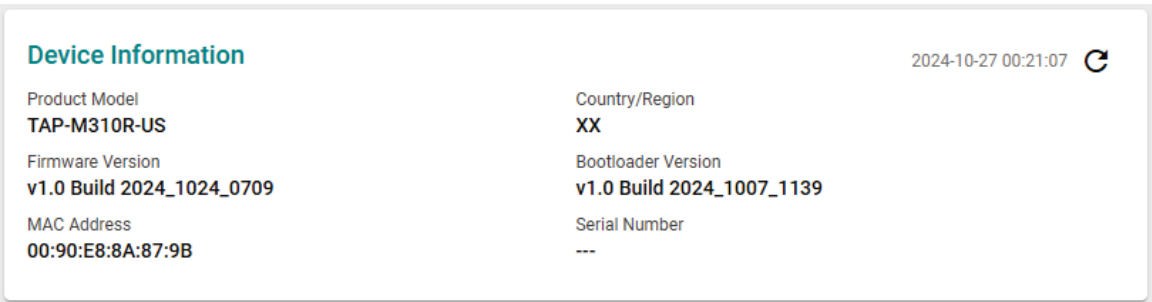 Device Information
2024-10-27 00:21:07
Product Model
TAP-M310R-US
Country/Region
XX
Firmware Version
v1.0 Build 2024_1024_0709
Bootloader Version
v1.0 Build 2024_1007_1139
MAC Address
00:90:E8:8A:87:9B
Serial Number
---